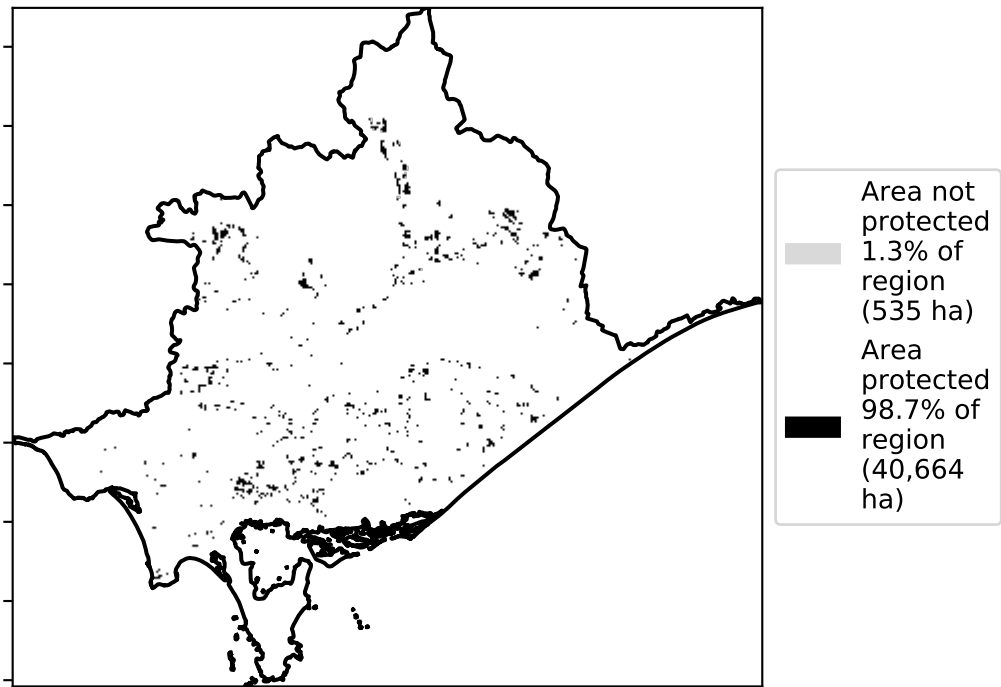 Area not
protected
1.3% of
region
(535 ha)
Area
protected
98.7% of
region
(40,664
ha)